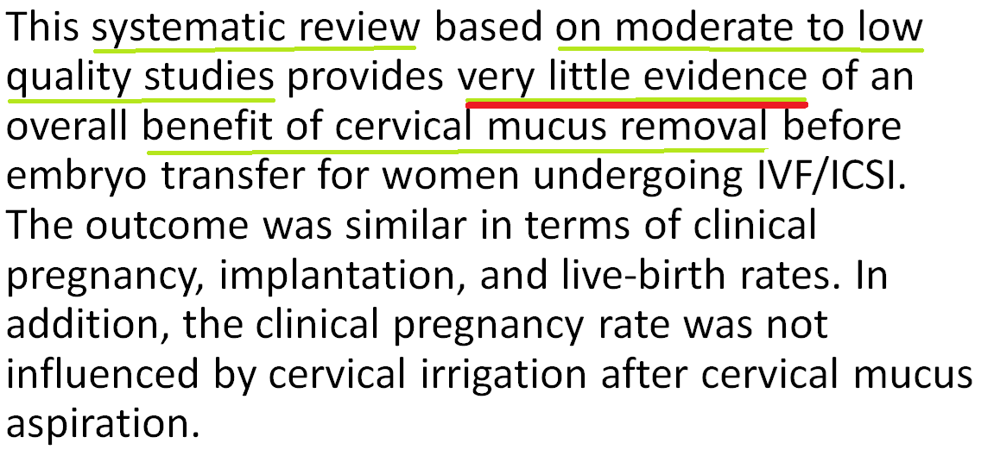 This systematic review based on moderate to low
quality studies provides very little evidence of an
overall benefit of cervical mucus removal before
embryo transfer for women undergoing IVF/ICSI.
The outcome was similar in terms of clinical
pregnancy, implantation, and live-birth rates. In
addition, the clinical pregnancy rate was not
influenced by cervical irrigation after cervical mucus
aspiration.